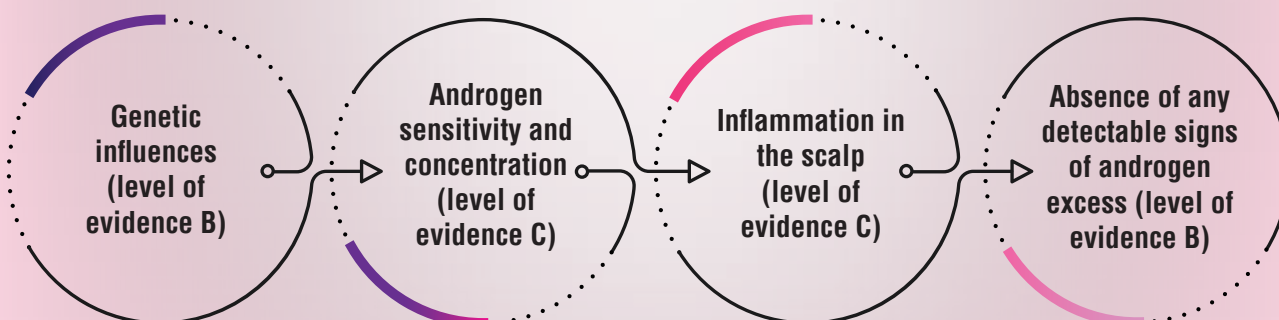 Genetic
influences
(level of
evidence B)
Androgen
sensitivity and
concentration
(level of
evidence C)
Inflammation in
the scalp
(level of
evidence C)
Absence of any
detectable signs
of androgen
excess (level of
evidence B)